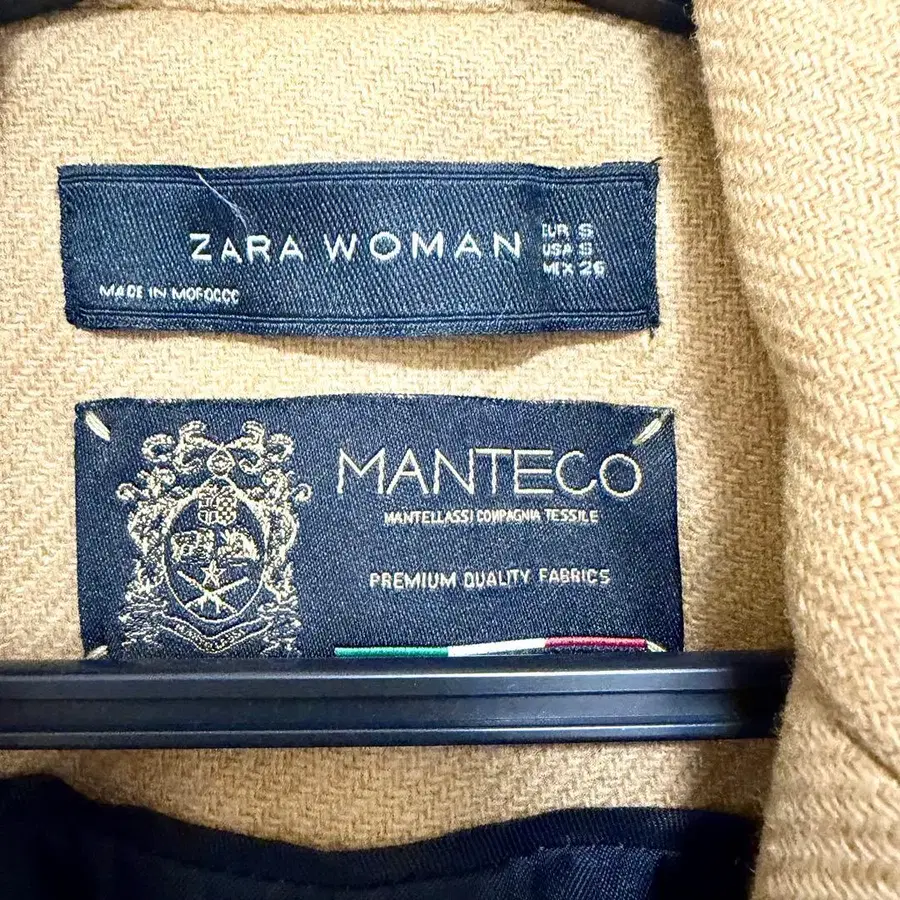 ZARA WOMAN
EUR S
USA S
MEX 26
MADE IN MOROCCO
MANTECO
MANTELLASSI COMPAGNIA TESSILE
PREMIUM QUALITY FABRICS